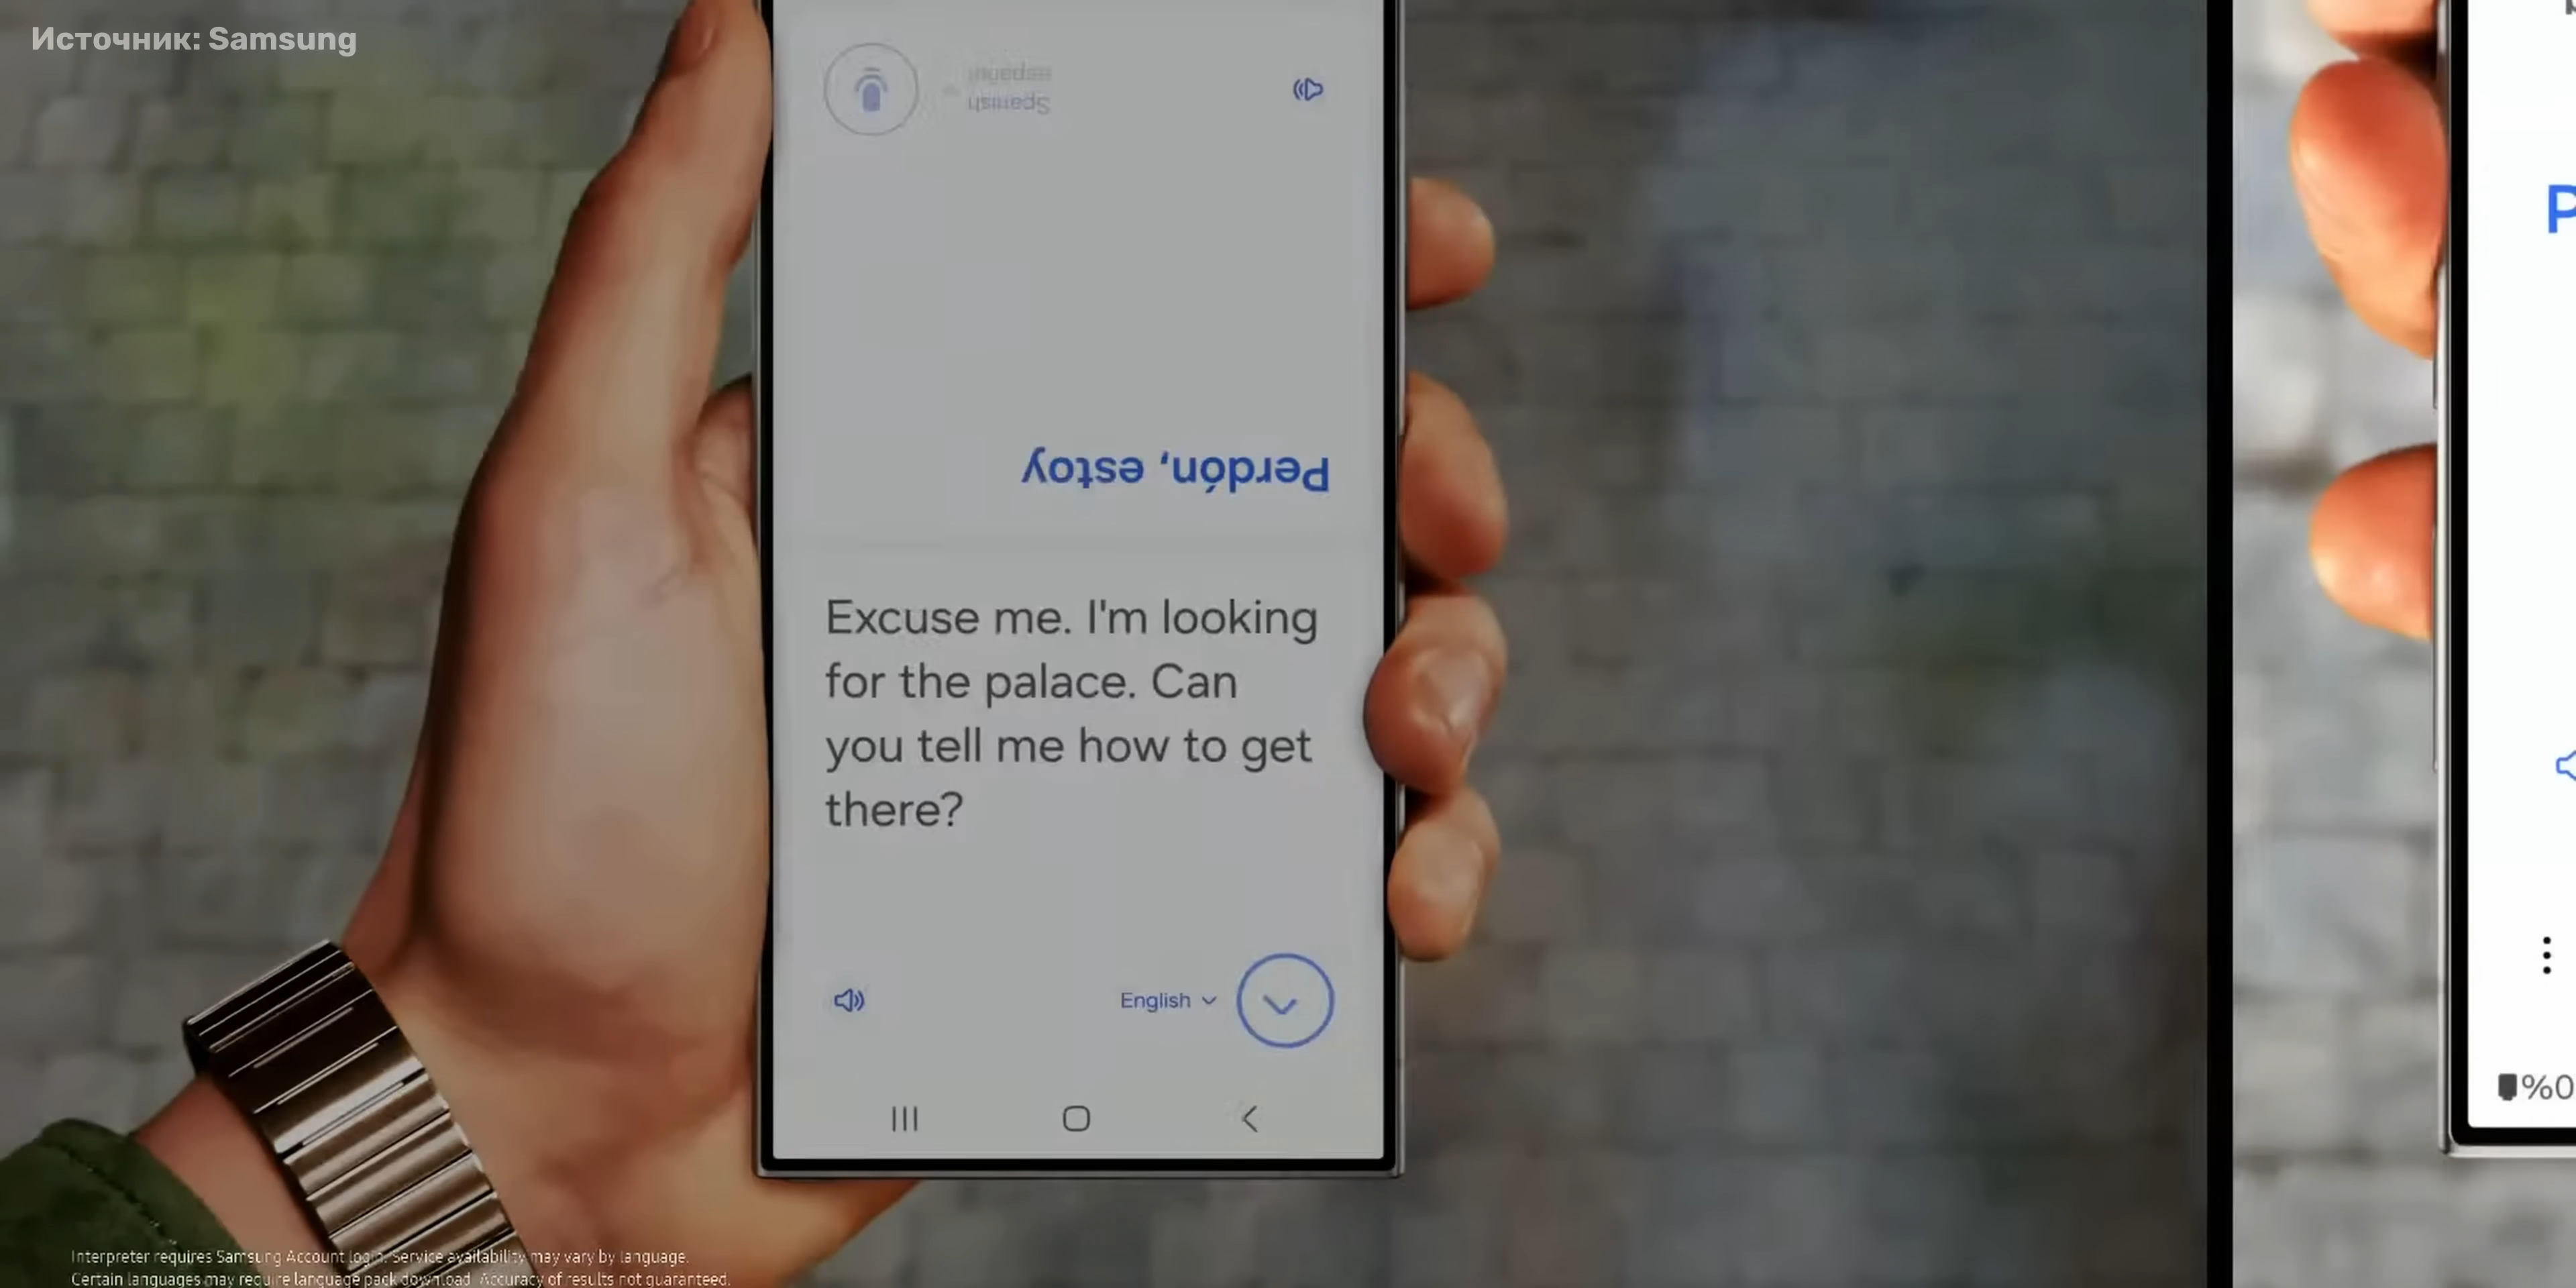 Источник: Samsung
Spanish
Perdón, estoy
Excuse me. I'm looking
for the palace. Can
you tell me how to get
there?
English
P
%0
Interpreter requires Samsung Account login. Service availability may vary by language.
Certain languages may require language pack download. Accuracy of results not guaranteed.